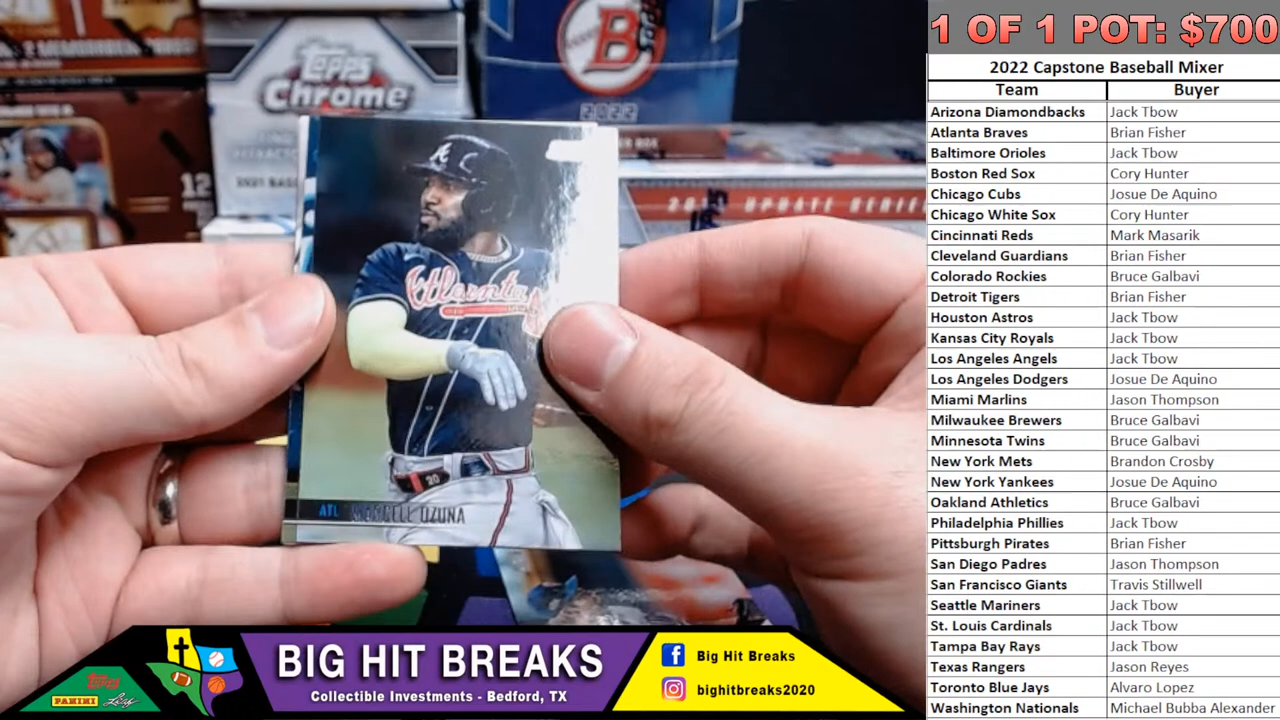 1 OF 1 POT: $700
2022 Capstone Baseball Mixer
Team Buyer
Arizona Diamondbacks Jack Tbow
Atlanta Braves Brian Fisher
Baltimore Orioles Jack Tbow
Boston Red Sox Cory Hunter
Chicago Cubs Josue De Aquino
Chicago White Sox Cory Hunter
Cincinnati Reds Mark Masarik
Cleveland Guardians Brian Fisher
Colorado Rockies Bruce Galbavi
Detroit Tigers Brian Fisher
Houston Astros Jack Tbow
Kansas City Royals Jack Tbow
Los Angeles Angels Jack Tbow
Los Angeles Dodgers Josue De Aquino
Miami Marlins Jason Thompson
Milwaukee Brewers Bruce Galbavi
Minnesota Twins Bruce Galbavi
New York Mets Brandon Crosby
New York Yankees Josue De Aquino
Oakland Athletics Bruce Galbavi
Philadelphia Phillies Jack Tbow
Pittsburgh Pirates Brian Fisher
San Diego Padres Jason Thompson
San Francisco Giants Travis Stillwell
Seattle Mariners Jack Tbow
St. Louis Cardinals Jack Tbow
Tampa Bay Rays Jack Tbow
Texas Rangers Jason Reyes
Toronto Blue Jays Alvaro Lopez
Washington Nationals Michael Bubba Alexander
Topps
Chrome
B
2022
12
A
Atlanta
20
ATL MARCELL OZUNA
BIG HIT BREAKS
Collectible Investments - Bedford, TX
Big Hit Breaks
bighitbreaks2020
Topps
PANINI
Leaf